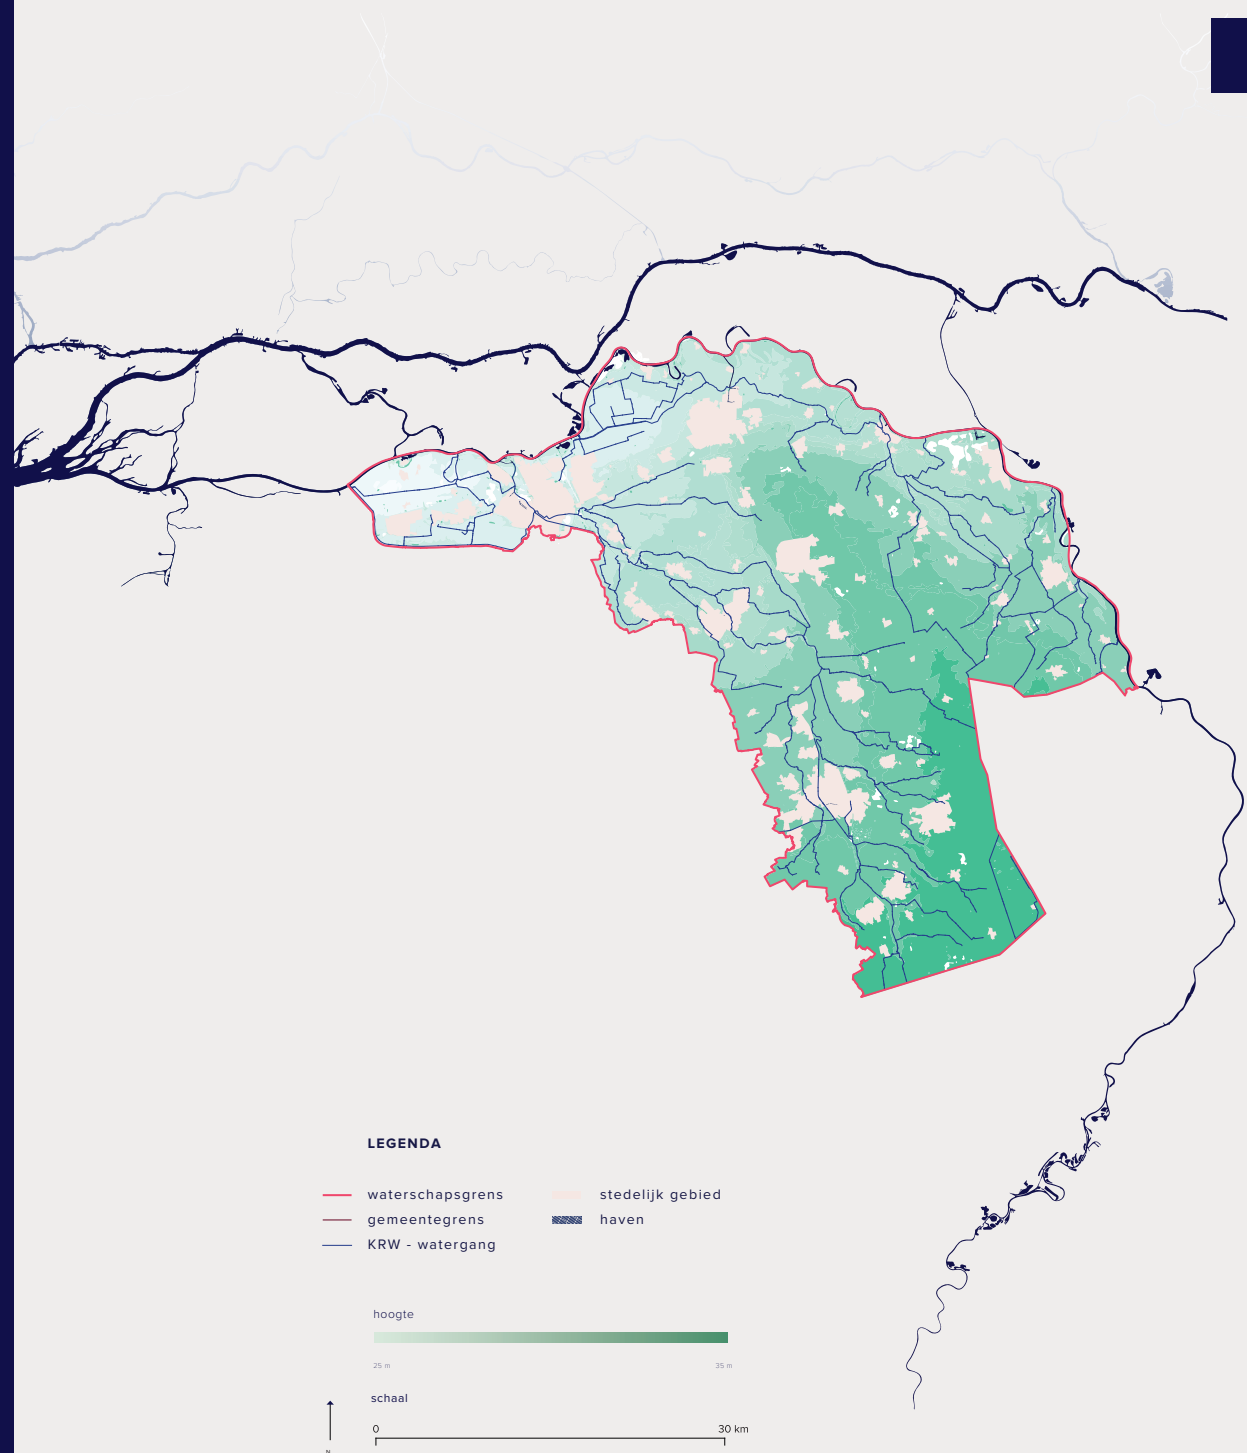 LEGENDA
waterschapsgrens
stedelijk gebied
gemeentegrens
haven
KRW - watergang
hoogte
25 m
35 m
schaal
0
30 km
N